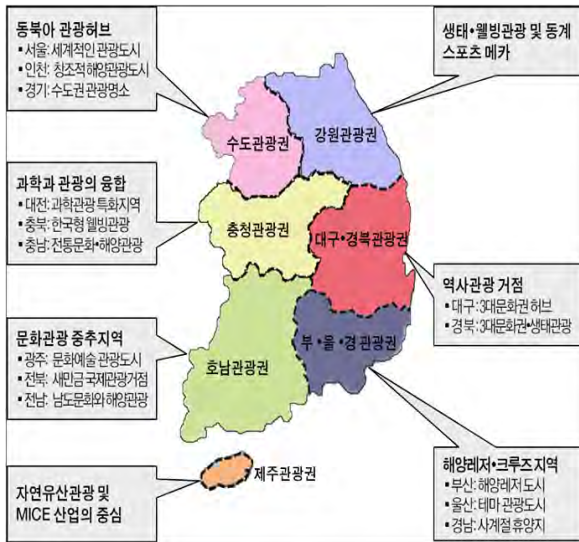 동북아 관광허브
▪서울: 세계적인 관광도시
▪인천: 창조적 해양관광도시
▪경기: 수도권 관광명소
생태•웰빙관광 및 동계
스포츠 메카
수도관광권
강원관광권
과학과 관광의 융합
▪대전: 과학관광 특화지역
▪충북: 한국형 웰빙관광
▪충남: 전통문화•해양관광
충청관광권
대구•경북관광권
역사관광 거점
▪대구: 3대문화권 허브
▪경북: 3대문화권•생태관광
문화관광 중추지역
▪광주: 문화예술 관광도시
▪전북: 새만금 국제관광거점
▪전남: 남도문화와 해양관광
호남관광권
부•울•경 관광권
자연유산관광 및
MICE 산업의 중심
제주관광권
해양레저•크루즈 지역
▪부산: 해양레저 도시
▪울산: 테마 관광도시
▪경남: 사계절 휴양지